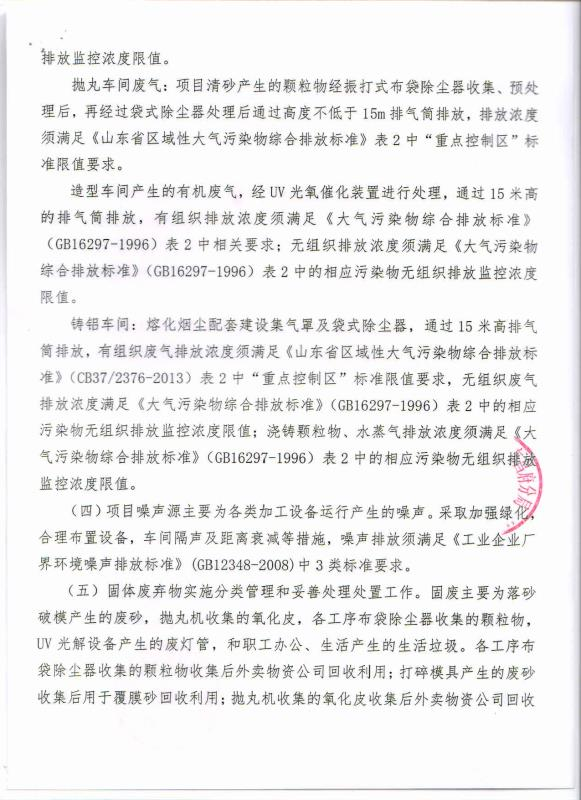 排放监控浓度限值。
抛丸车间废气：项目清砂产生的颗粒物经振打式布袋除尘器收集、预处
理后，再经过袋式除尘器处理后通过高度不低于15m排气筒排放，排放浓度
须满足《山东省区域性大气污染物综合排放标准》表2中“重点控制区”标
准限值要求。
造型车间产生的有机废气，经UV光氧催化装置进行处理，通过15米高
的排气筒排放，有组织排放浓度须满足《大气污染物综合排放标准》
（GB16297-1996）表2中相关要求；无组织排放浓度须满足《大气污染物
综合排放标准》（GB16297-1996）表2中的相应污染物无组织排放监控浓度
限值。
铸铝车间：熔化烟尘配套建设集气罩及袋式除尘器，通过15米高排气
筒排放，有组织废气排放浓度须满足《山东省区域性大气污染物综合排放标
准》（CB37/2376-2013）表2中“重点控制区”标准限值要求，无组织废气
排放浓度满足《大气污染物综合排放标准》（GB16297-1996）表2中的相应
污染物无组织排放监控浓度限值；浇铸颗粒物、水蒸气排放浓度须满足《大
气污染物综合排放标准》（GB16297-1996）表2中的相应污染物无组织排放
监控浓度限值。
（四）项目噪声源主要为各类加工设备运行产生的噪声。采取加强绿化，
合理布置设备，车间隔声及距离衰减等措施，噪声排放须满足《工业企业厂
界环境噪声排放标准》(GB12348-2008)中3类标准要求。
（五）固体废弃物实施分类管理和妥善处理处置工作。固废主要为落砂
破模产生的废砂，抛丸机收集的氧化皮，各工序布袋除尘器收集的颗粒物，
UV光解设备产生的废灯管，和职工办公、生活产生的生活垃圾。各工序布
袋除尘器收集的颗粒物收集后外卖物资公司回收利用；打碎模具产生的废砂
收集后用于覆膜砂回收利用；抛丸机收集的氧化皮收集后外卖物资公司回收
府分局